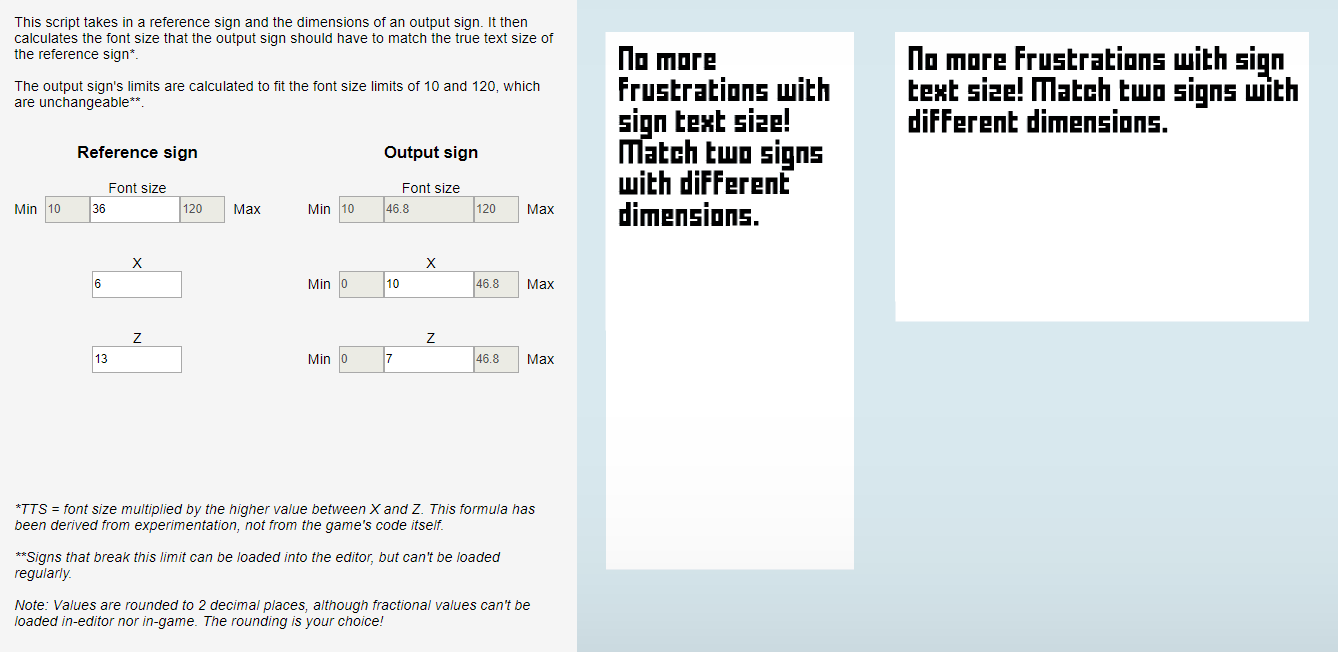 This script takes in a reference sign and the dimensions of an output sign. It then
calculates the font size that the output sign should have to match the true text size of
the reference sign*.
The output sign's limits are calculated to fit the font size limits of 10 and 120, which
are unchangeable**.
Reference sign
Output sign
Font size
Font size
Min 10 36 120 Max
Min 10 46.8 120 Max
X
X
6
Min 0 10 46.8 Max
Z
Z
13
Min 0 7 46.8 Max
*TTS = font size multiplied by the higher value between X and Z. This formula has
been derived from experimentation, not from the game's code itself.
**Signs that break this limit can be loaded into the editor, but can't be loaded
regularly.
Note: Values are rounded to 2 decimal places, although fractional values can't be
loaded in-editor nor in-game. The rounding is your choice!
No more
frustrations with
sign text size!
Match two signs
with different
dimensions.
No more frustrations with sign
text size! Match two signs with
different dimensions.